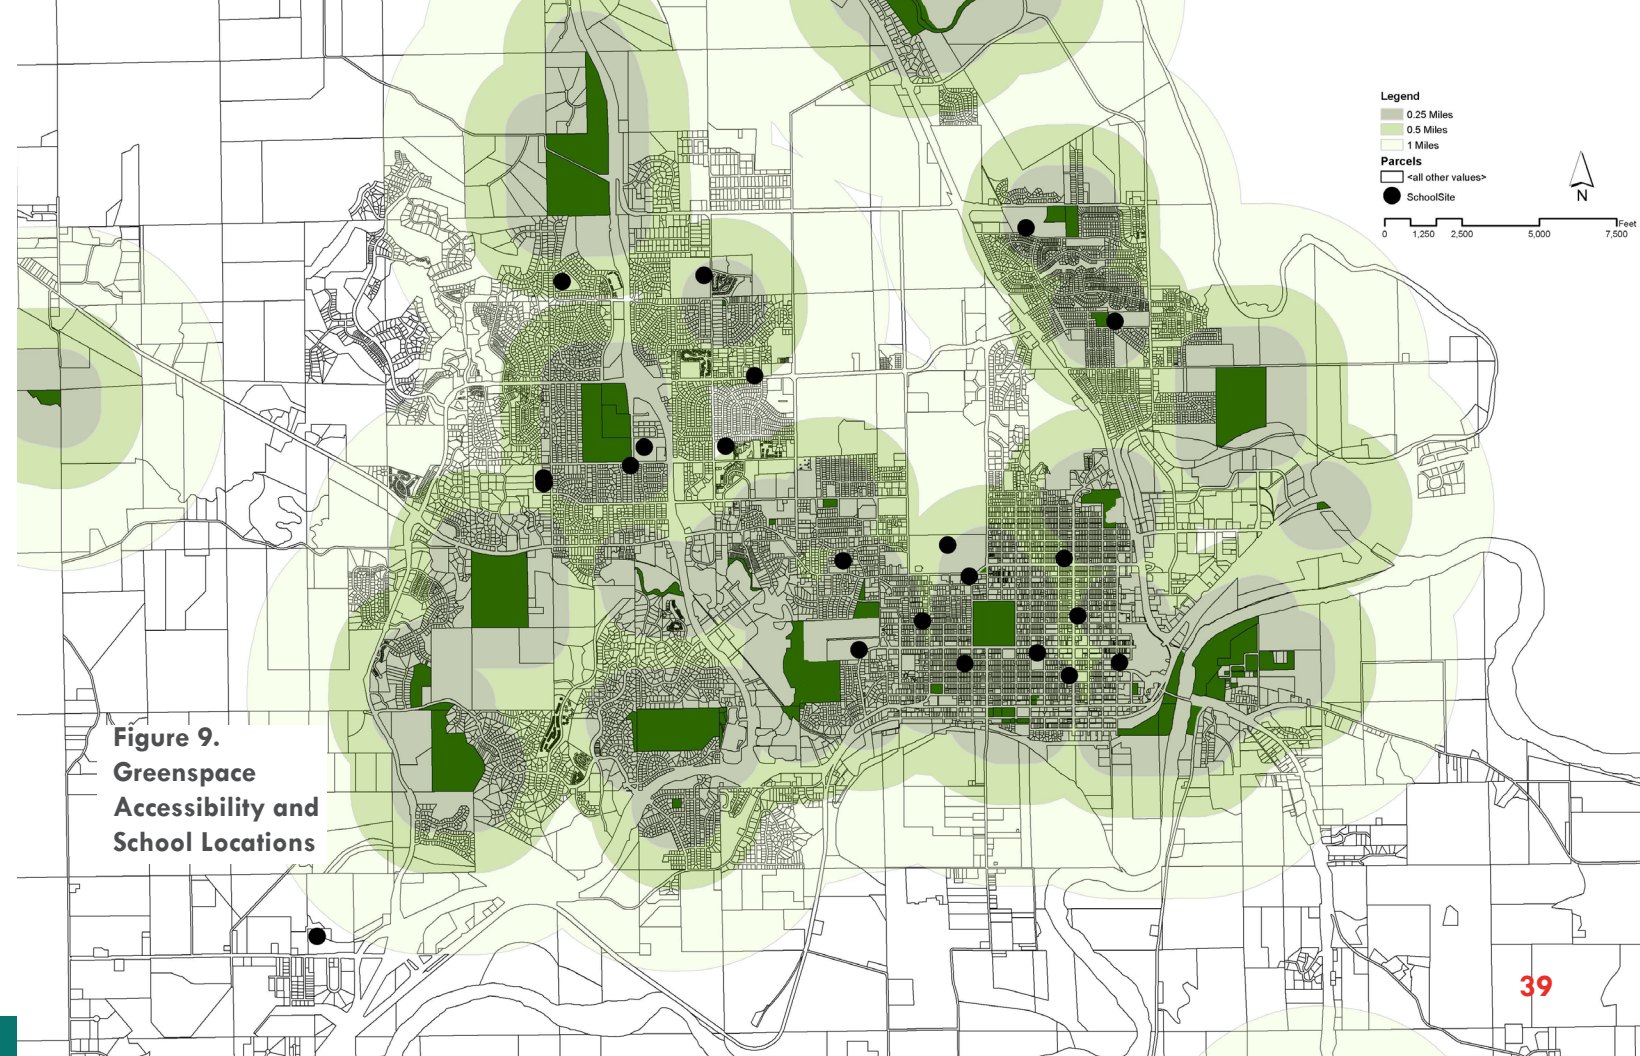 Legend
0.25 Miles
0.5 Miles
1 Miles
Parcels
<all other values>
SchoolSite
N
0 1,250 2,500 5,000 7,500 Feet
Figure 9.
Greenspace
Accessibility and
School Locations
39